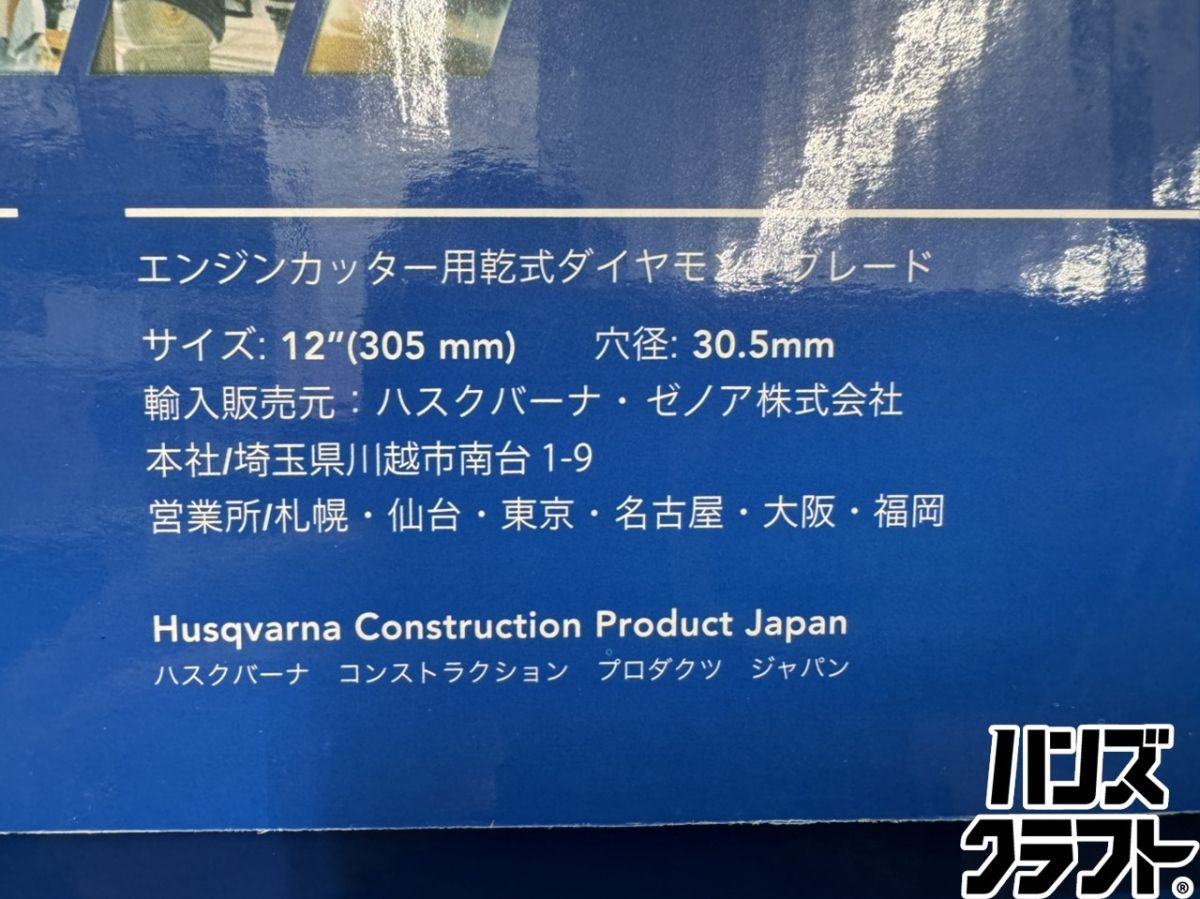 エンジンカッター用乾式ダイヤモンドブレード
サイズ: 12"(305 mm)　　穴径: 30.5mm
輸入販売元：ハスクバーナ・ゼノア株式会社
本社/埼玉県川越市南台 1-9
営業所/札幌・仙台・東京・名古屋・大阪・福岡
Husqvarna Construction Product Japan
ハスクバーナ　コンストラクション　プロダクツ　ジャパン
ハンズ
クラフト®